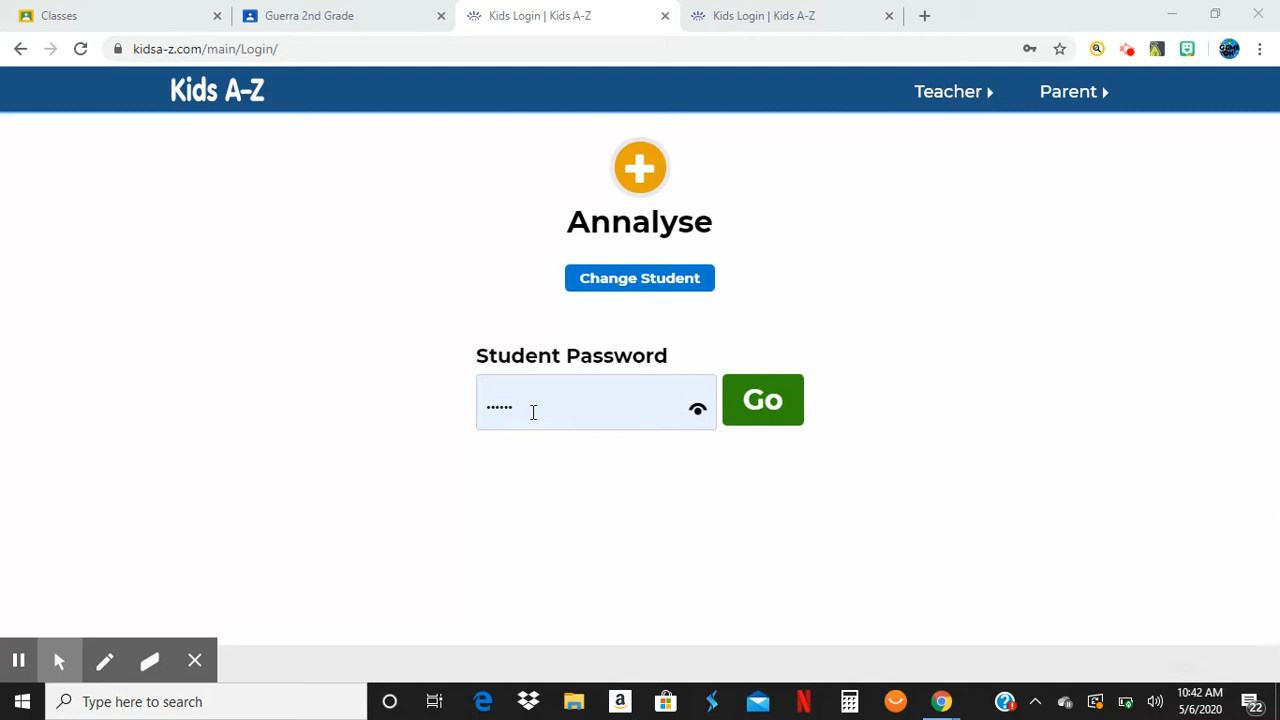 Classes
Guerra 2nd Grade
Kids Login | Kids A-Z
Kids Login | Kids A-Z
kidsa-z.com/main/Login/
Kids A-Z
Teacher
Parent
Annalyse
Change Student
Student Password
••••••
Go
Type here to search
10:42 AM
5/6/2020
22